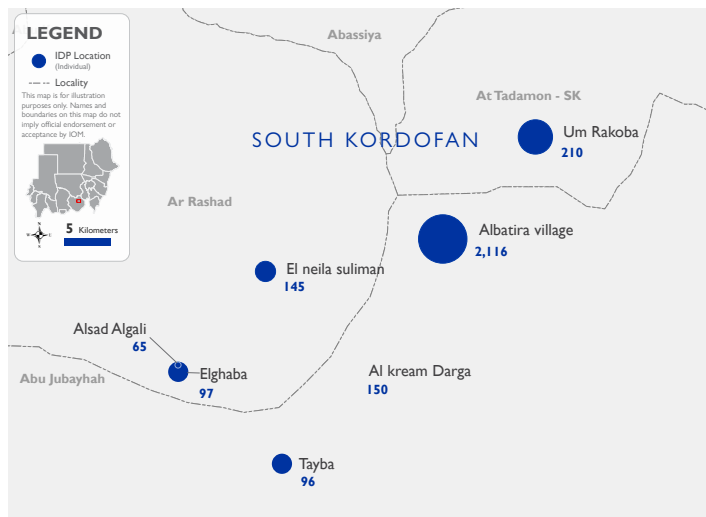 LEGEND
IDP Location
(Individual)
Locality
This map is for illustration
purposes only. Names and
boundaries on this map do not
imply official endorsement or
acceptance by IOM.
N
W
E
S
5 Kilometers
Abassiya
At Tadamon - SK
SOUTH KORDOFAN
Um Rakoba
210
Ar Rashad
Albatira village
2,116
El neila suliman
145
Alsad Algali
65
Elghaba
97
Abu Jubayhah
Al kream Darga
150
Tayba
96